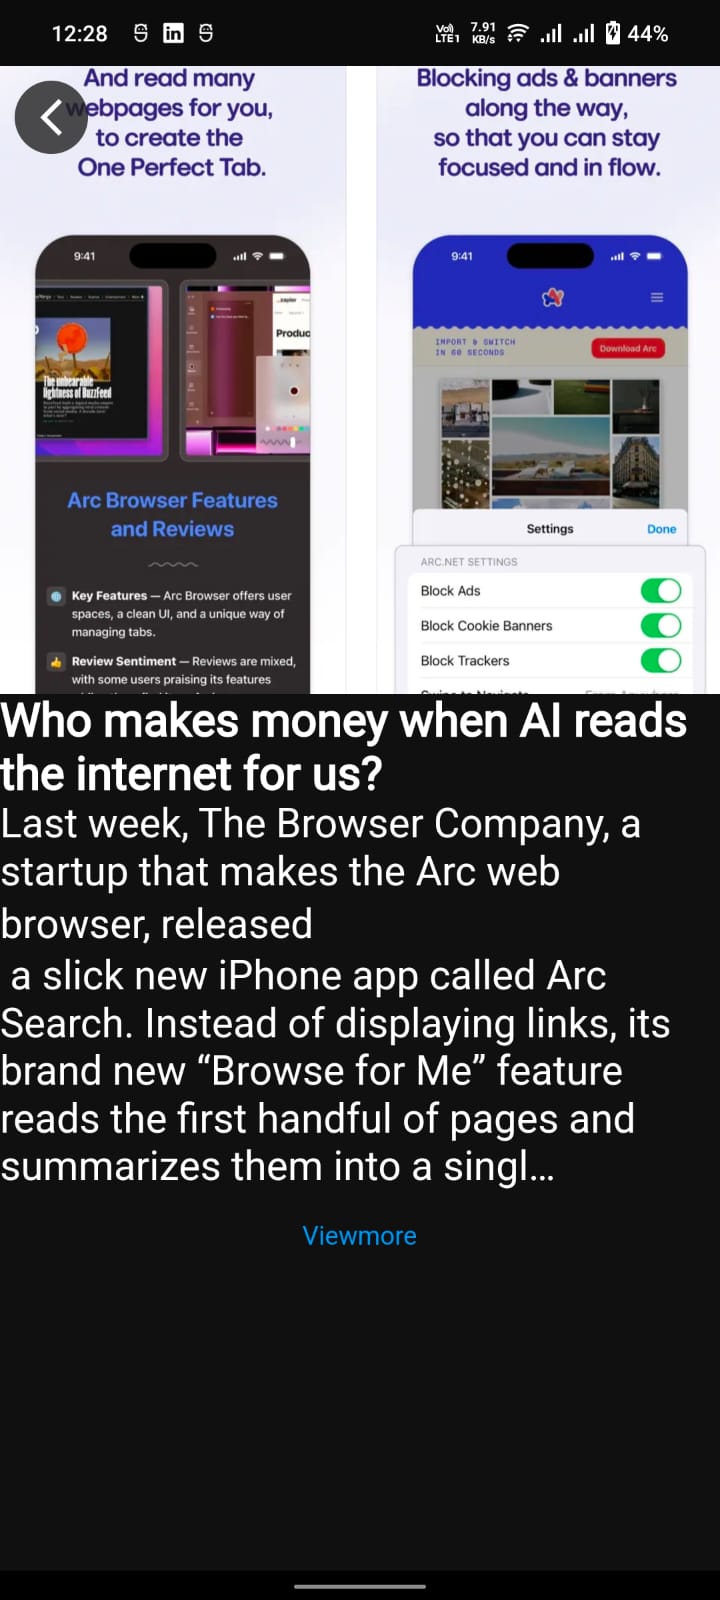 12:28
Vo) LTE1
7.91 KB/s
44%
And read many
webpages for you,
to create the
One Perfect Tab.
9:41
The unbearable
lightness of BuzzFeed
zapier
Produc
Arc Browser Features
and Reviews
Key Features — Arc Browser offers user
spaces, a clean UI, and a unique way of
managing tabs.
Review Sentiment — Reviews are mixed,
with some users praising its features
Blocking ads & banners
along the way,
so that you can stay
focused and in flow.
9:41
IMPORT & SWITCH
IN 60 SECONDS
Download Arc
Settings
Done
ARC.NET SETTINGS
Block Ads
Block Cookie Banners
Block Trackers
Who makes money when AI reads
the internet for us?
Last week, The Browser Company, a
startup that makes the Arc web
browser, released
a slick new iPhone app called Arc
Search. Instead of displaying links, its
brand new “Browse for Me” feature
reads the first handful of pages and
summarizes them into a singl...
Viewmore